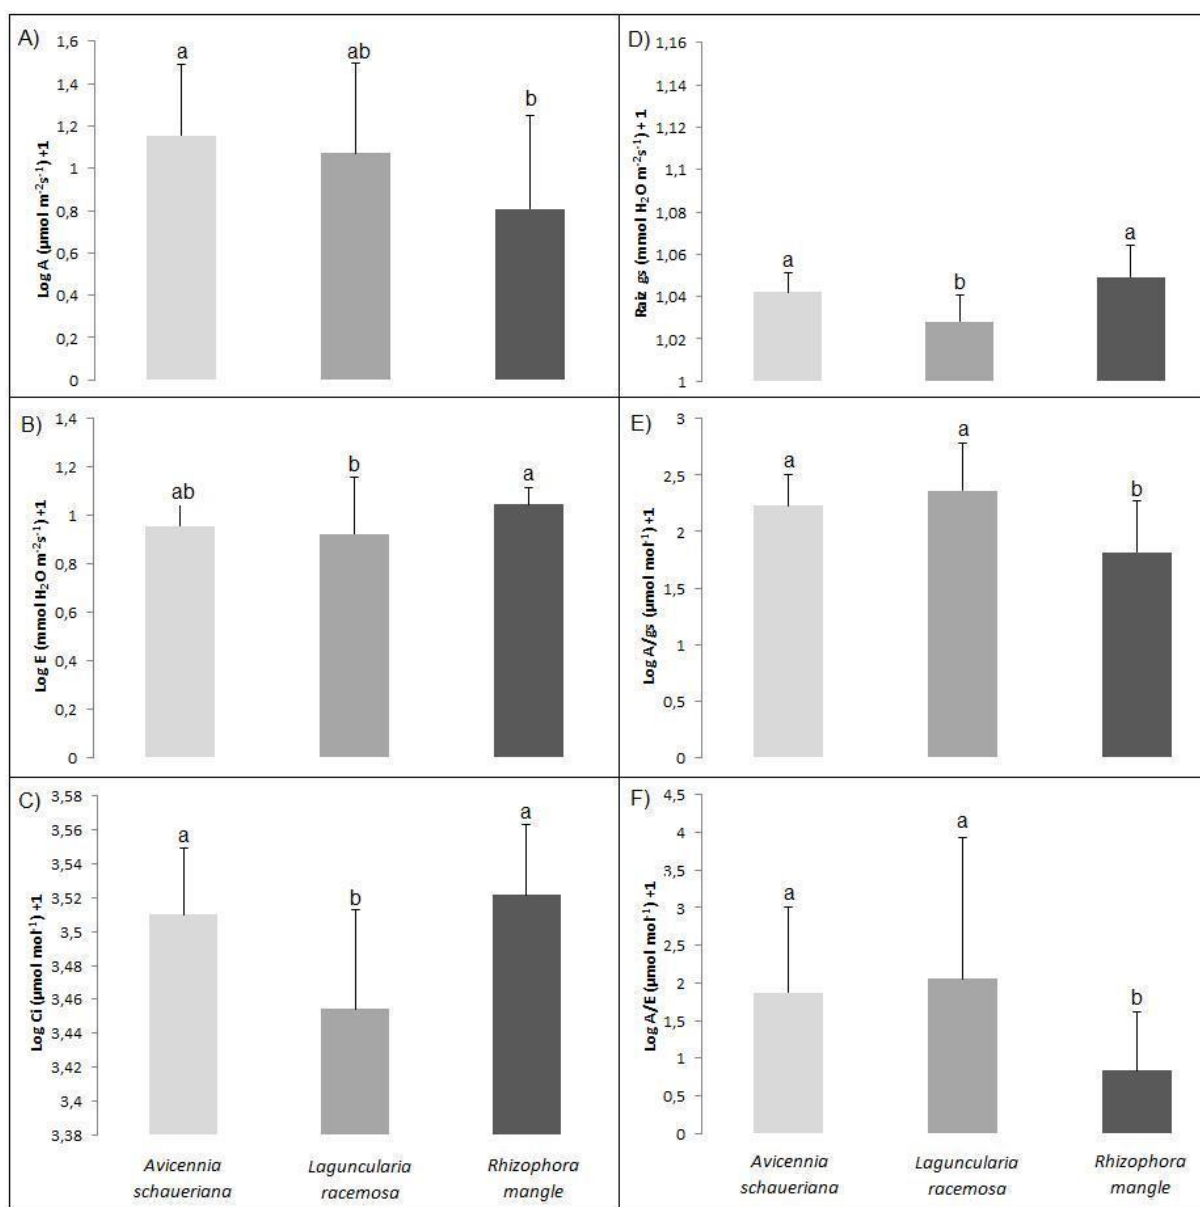 A)
Log A (µmol m⁻²s⁻¹) +1
1,6
1,4
1,2
1
0,8
0,6
0,4
0,2
0
a
ab
b
D)
Raiz gs (mmol H₂O m⁻²s⁻¹) + 1
1,16
1,14
1,12
1,1
1,08
1,06
1,04
1,02
1
a
b
a
B)
Log E (mmol H₂O m⁻²s⁻¹) +1
1,4
1,2
1
0,8
0,6
0,4
0,2
0
ab
b
a
E)
Log A/gs (µmol mol⁻¹) +1
3
2,5
2
1,5
1
0,5
0
a
a
b
C)
Log Ci (µmol mol⁻¹) +1
3,58
3,56
3,54
3,52
3,5
3,48
3,46
3,44
3,42
3,4
3,38
a
b
a
Avicennia
schaueriana
Laguncularia
racemosa
Rhizophora
mangle
F)
Log A/E (µmol mol⁻¹) +1
4,5
4
3,5
3
2,5
2
1,5
1
0,5
0
a
a
b
Avicennia
schaueriana
Laguncularia
racemosa
Rhizophora
mangle